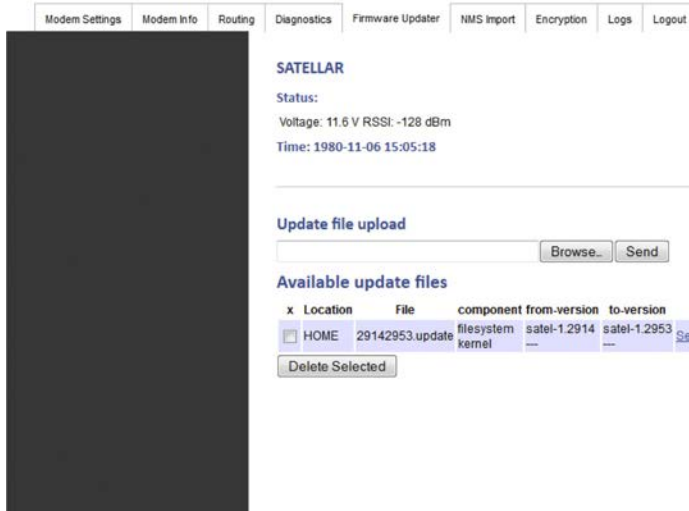 Modem Settings Modem Info Routing Diagnostics Firmware Updater NMS Import Encryption Logs Logout
SATELLAR
Status:
Voltage: 11.6 V RSSI: -128 dBm
Time: 1980-11-06 15:05:18
Update file upload
Browse.. Send
Available update files
x Location File component from-version to-version
HOME 29142953.update filesystem satel-1.2914 satel-1.2953
kernel --- ---
Delete Selected